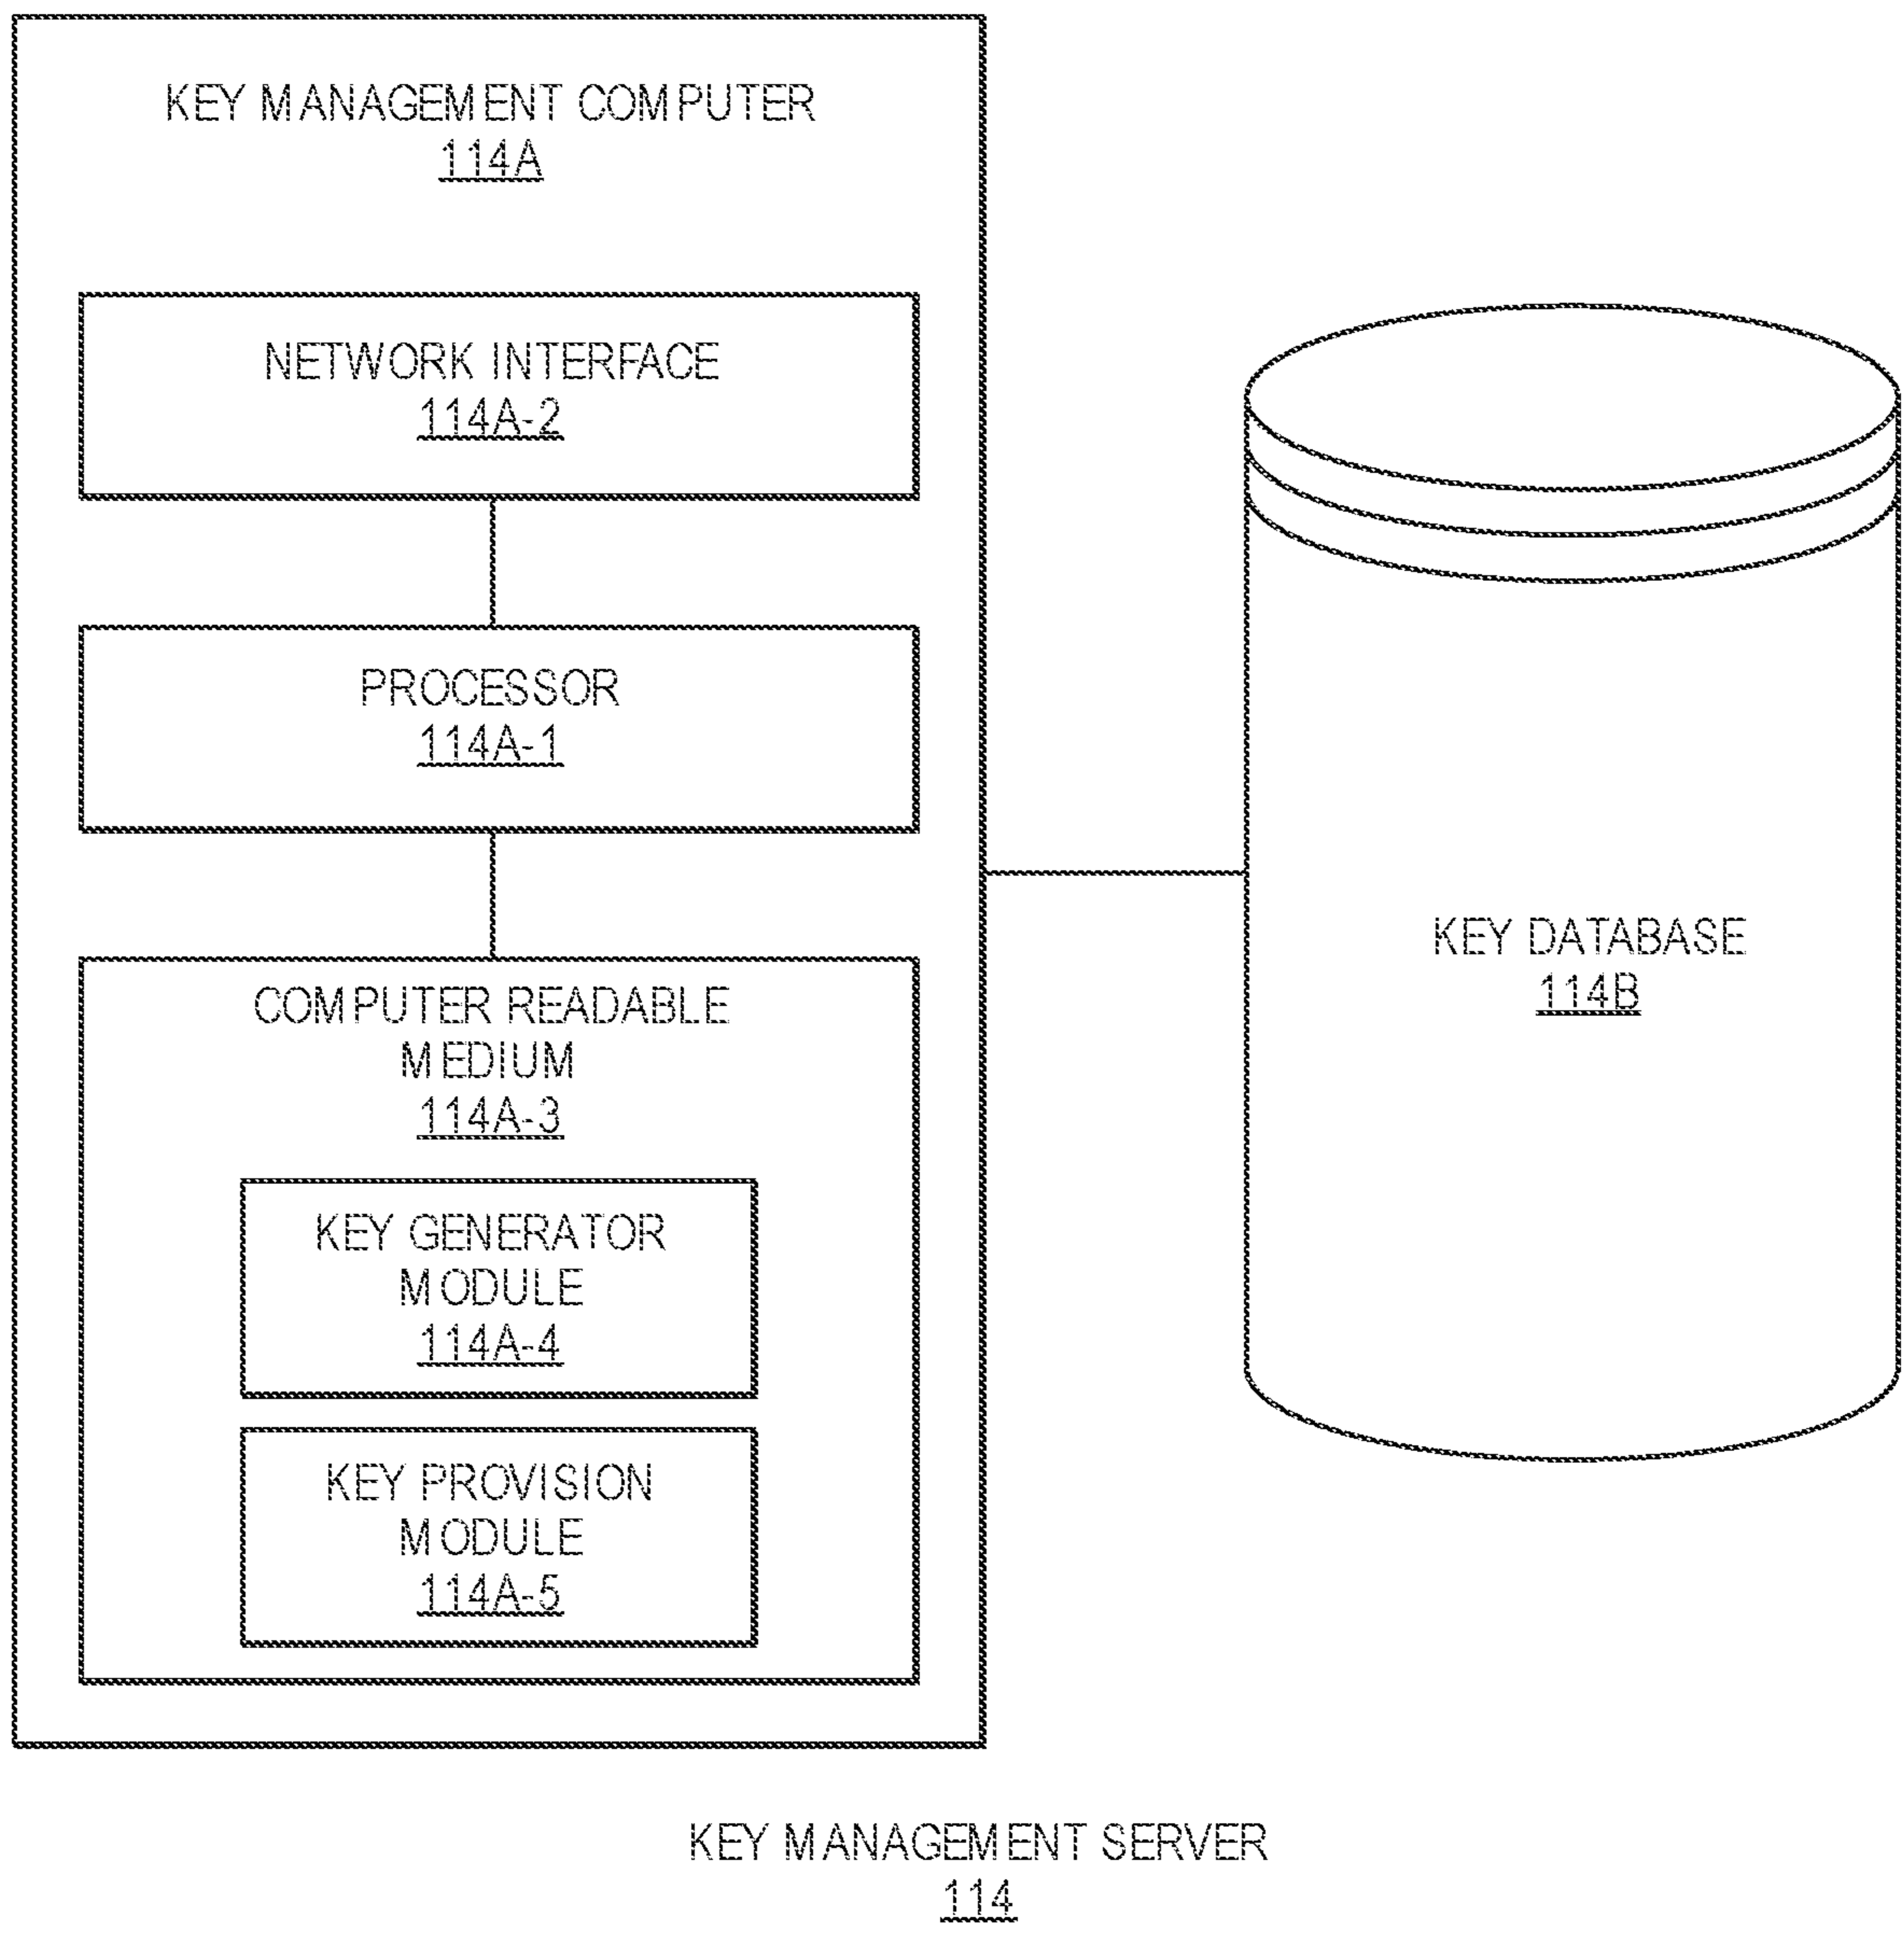 KEY MANAGEMENT COMPUTER
114A
NETWORK INTERFACE
114A-2
PROCESSOR
114A-1
COMPUTER READABLE
MEDIUM
114A-3
KEY GENERATOR
MODULE
114A-4
KEY PROVISION
MODULE
114A-5
KEY DATABASE
114B
KEY MANAGEMENT SERVER
114